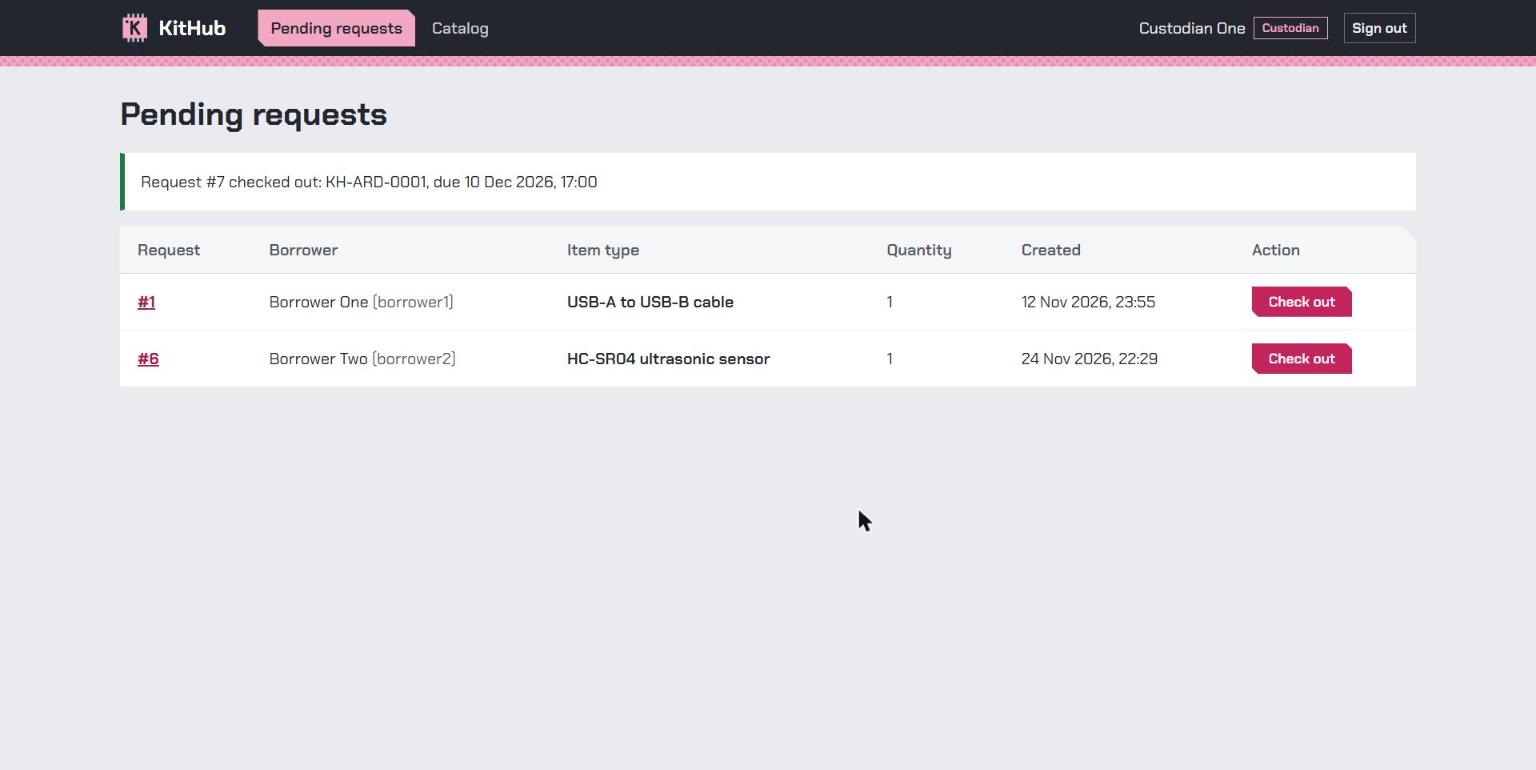 K KitHub Pending requests Catalog Custodian One Custodian Sign out
Pending requests
Request #7 checked out: KH-ARD-0001, due 10 Dec 2026, 17:00
Request Borrower Item type Quantity Created Action
#1 Borrower One (borrower1) USB-A to USB-B cable 1 12 Nov 2026, 23:55 Check out
#6 Borrower Two (borrower2) HC-SR04 ultrasonic sensor 1 24 Nov 2026, 22:29 Check out